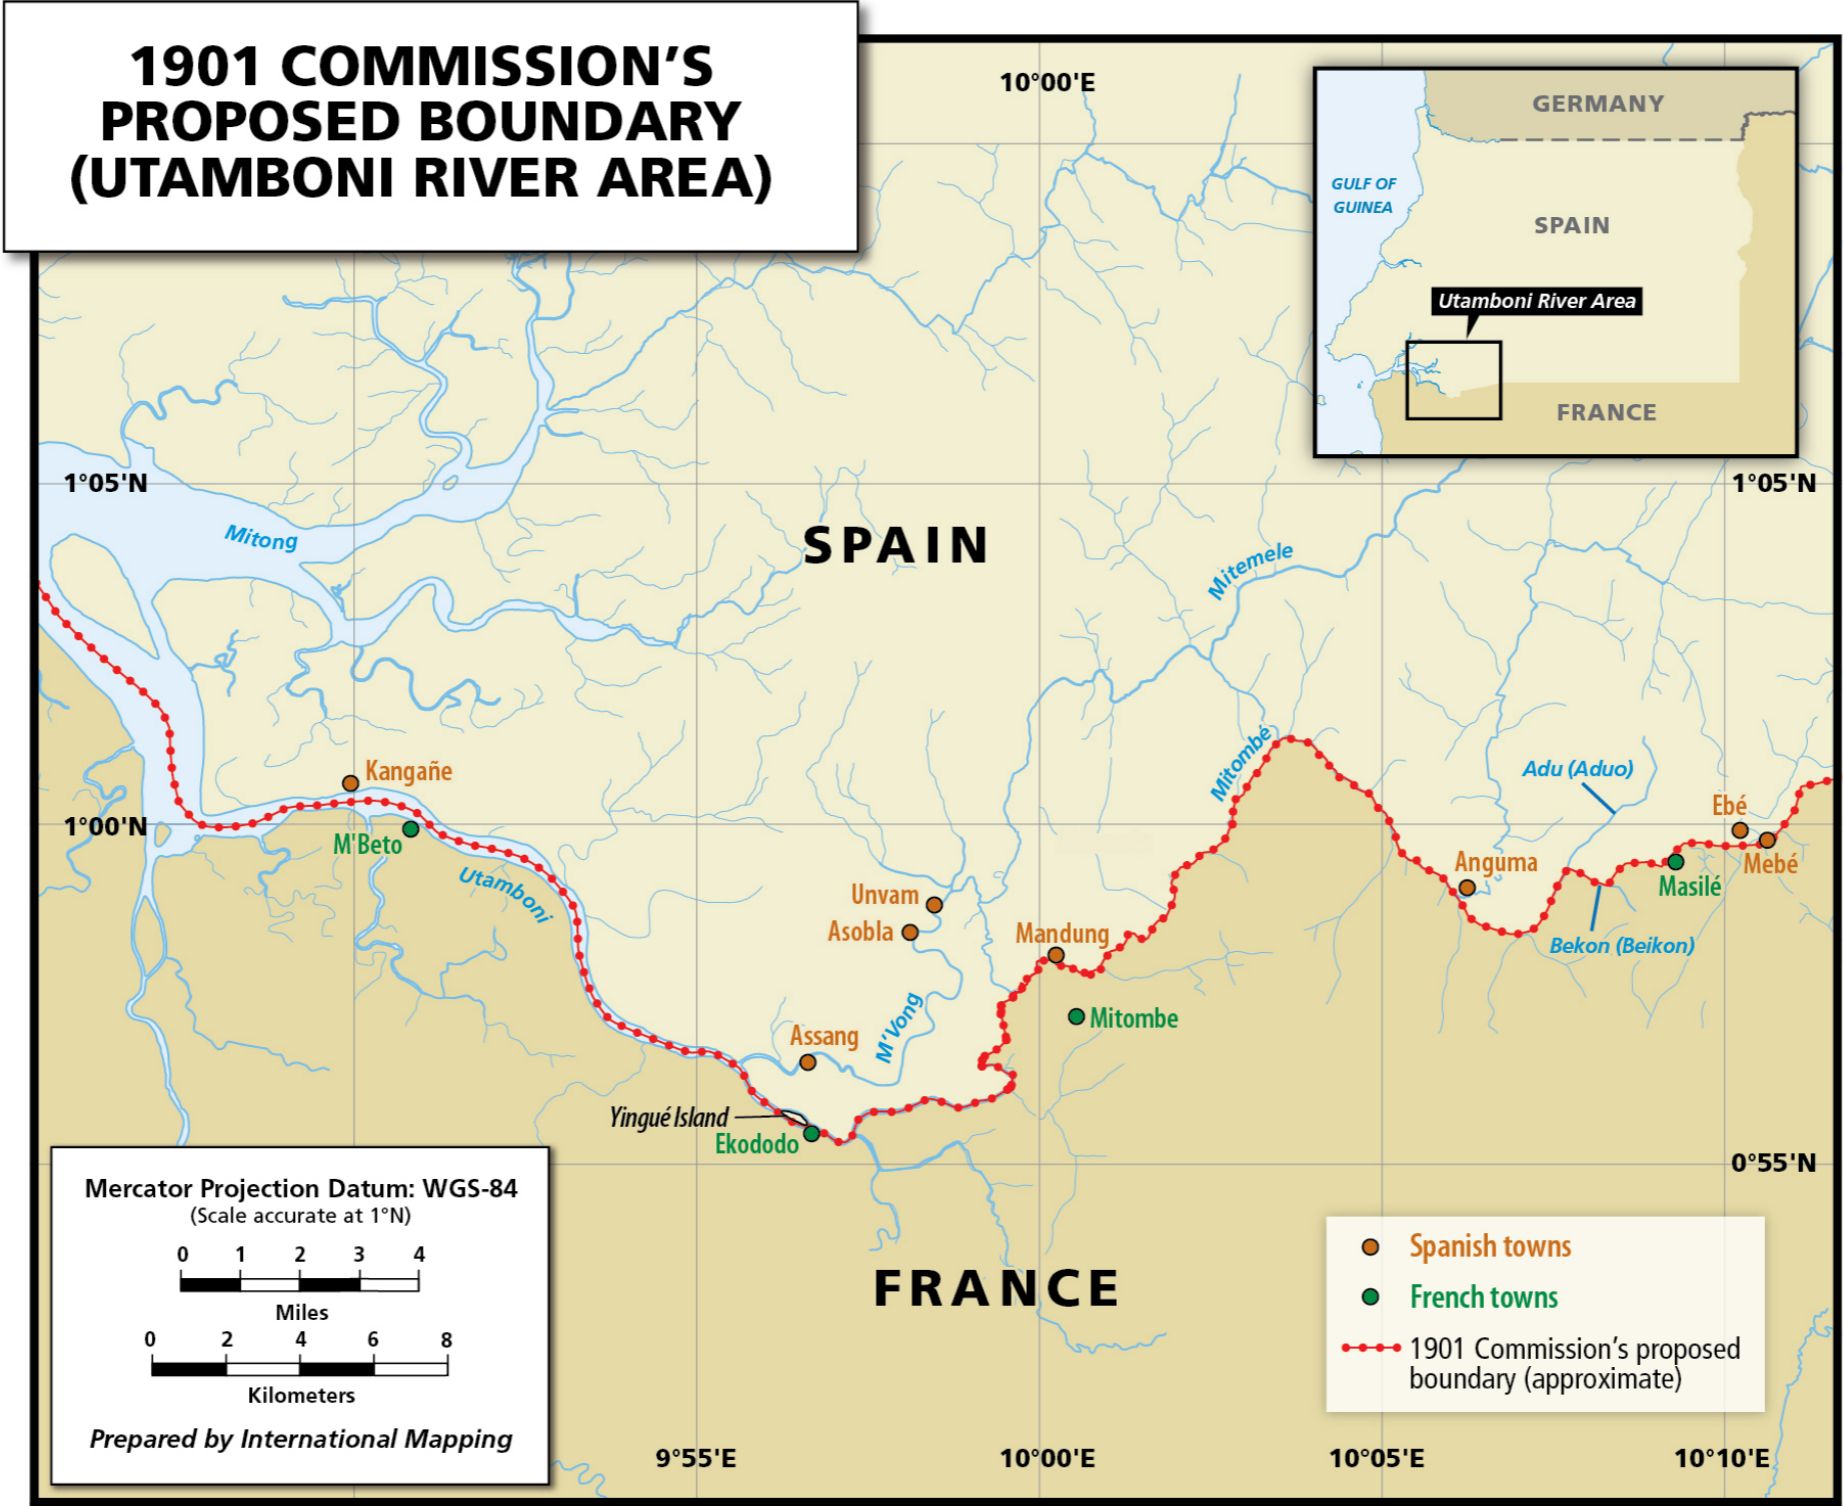 1901 COMMISSION'S
PROPOSED BOUNDARY
(UTAMBONI RIVER AREA)
10°00'E
GERMANY
GULF OF
GUINEA
SPAIN
Utamboni River Area
FRANCE
1°05'N
1°05'N
Mitong
SPAIN
Mitemele
Mitombé
Adu (Aduo)
Kangañe
1°00'N
M'Beto
Utamboni
Ebé
Mebé
Masilé
Anguma
Bekon (Beikon)
Unvam
Asobla
Mandung
Mitombe
M'Vong
Assang
Yingué Island
Ekododo
0°55'N
FRANCE
Mercator Projection Datum: WGS-84
(Scale accurate at 1°N)
0 1 2 3 4
Miles
0 2 4 6 8
Kilometers
Prepared by International Mapping
Spanish towns
French towns
1901 Commission's proposed
boundary (approximate)
9°55'E
10°00'E
10°05'E
10°10'E